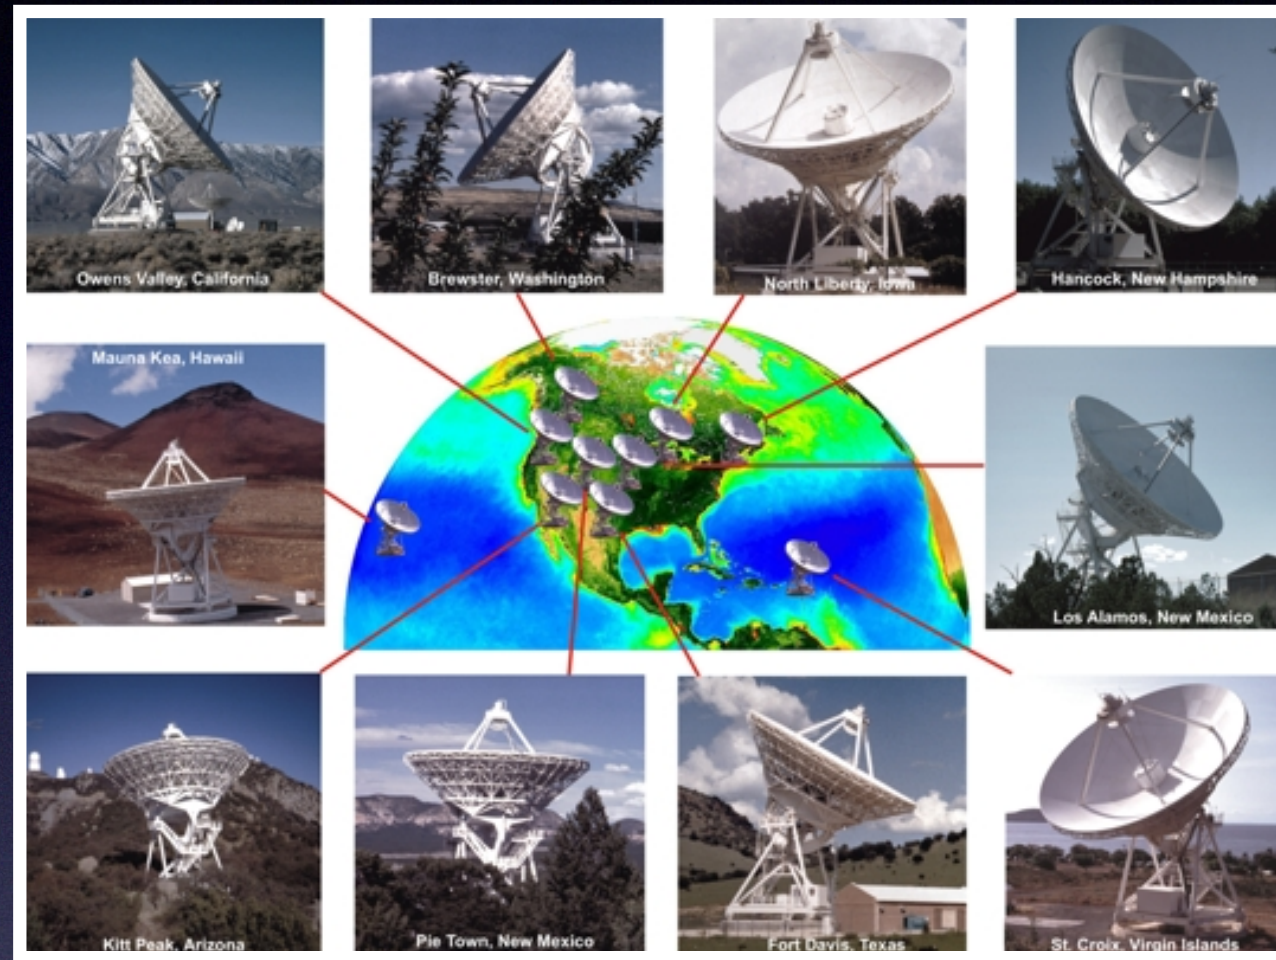 Owens Valley, California
Brewster, Washington
North Liberty, Iowa
Hancock, New Hampshire
Mauna Kea, Hawaii
Los Alamos, New Mexico
Kitt Peak, Arizona
Pie Town, New Mexico
Fort Davis, Texas
St. Croix, Virgin Islands